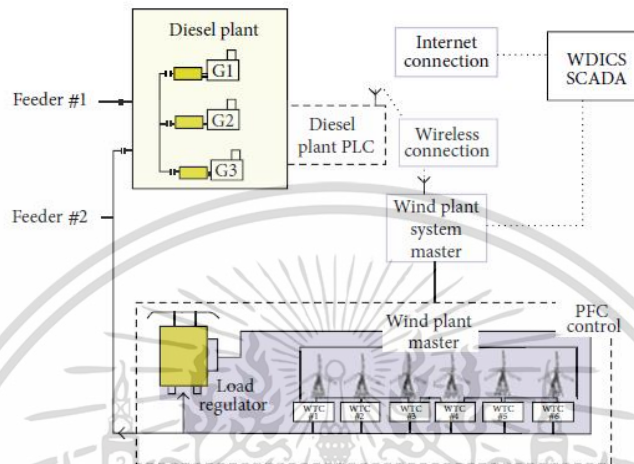 Diesel plant
G1
G2
G3
Feeder #1
Feeder #2
Diesel
plant PLC
Internet
connection
WDICS
SCADA
Wireless
connection
Wind plant
system
master
PFC
control
Wind plant
master
Load
regulator
WTC
#1
WTC
#2
WTC
#3
WTC
#4
WTC
#5
WTC
#6